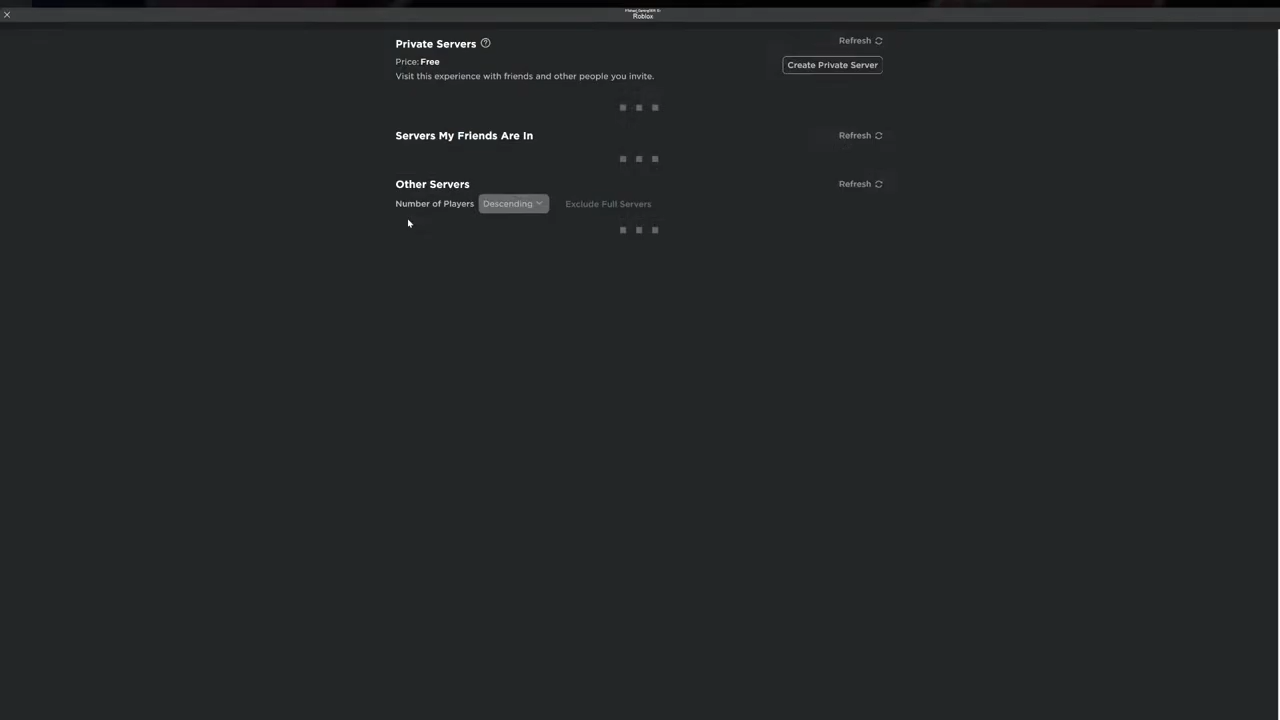 Roblox
Private Servers
Refresh
Price: Free
Create Private Server
Visit this experience with friends and other people you invite.
Servers My Friends Are In
Refresh
Other Servers
Refresh
Number of Players Descending Exclude Full Servers